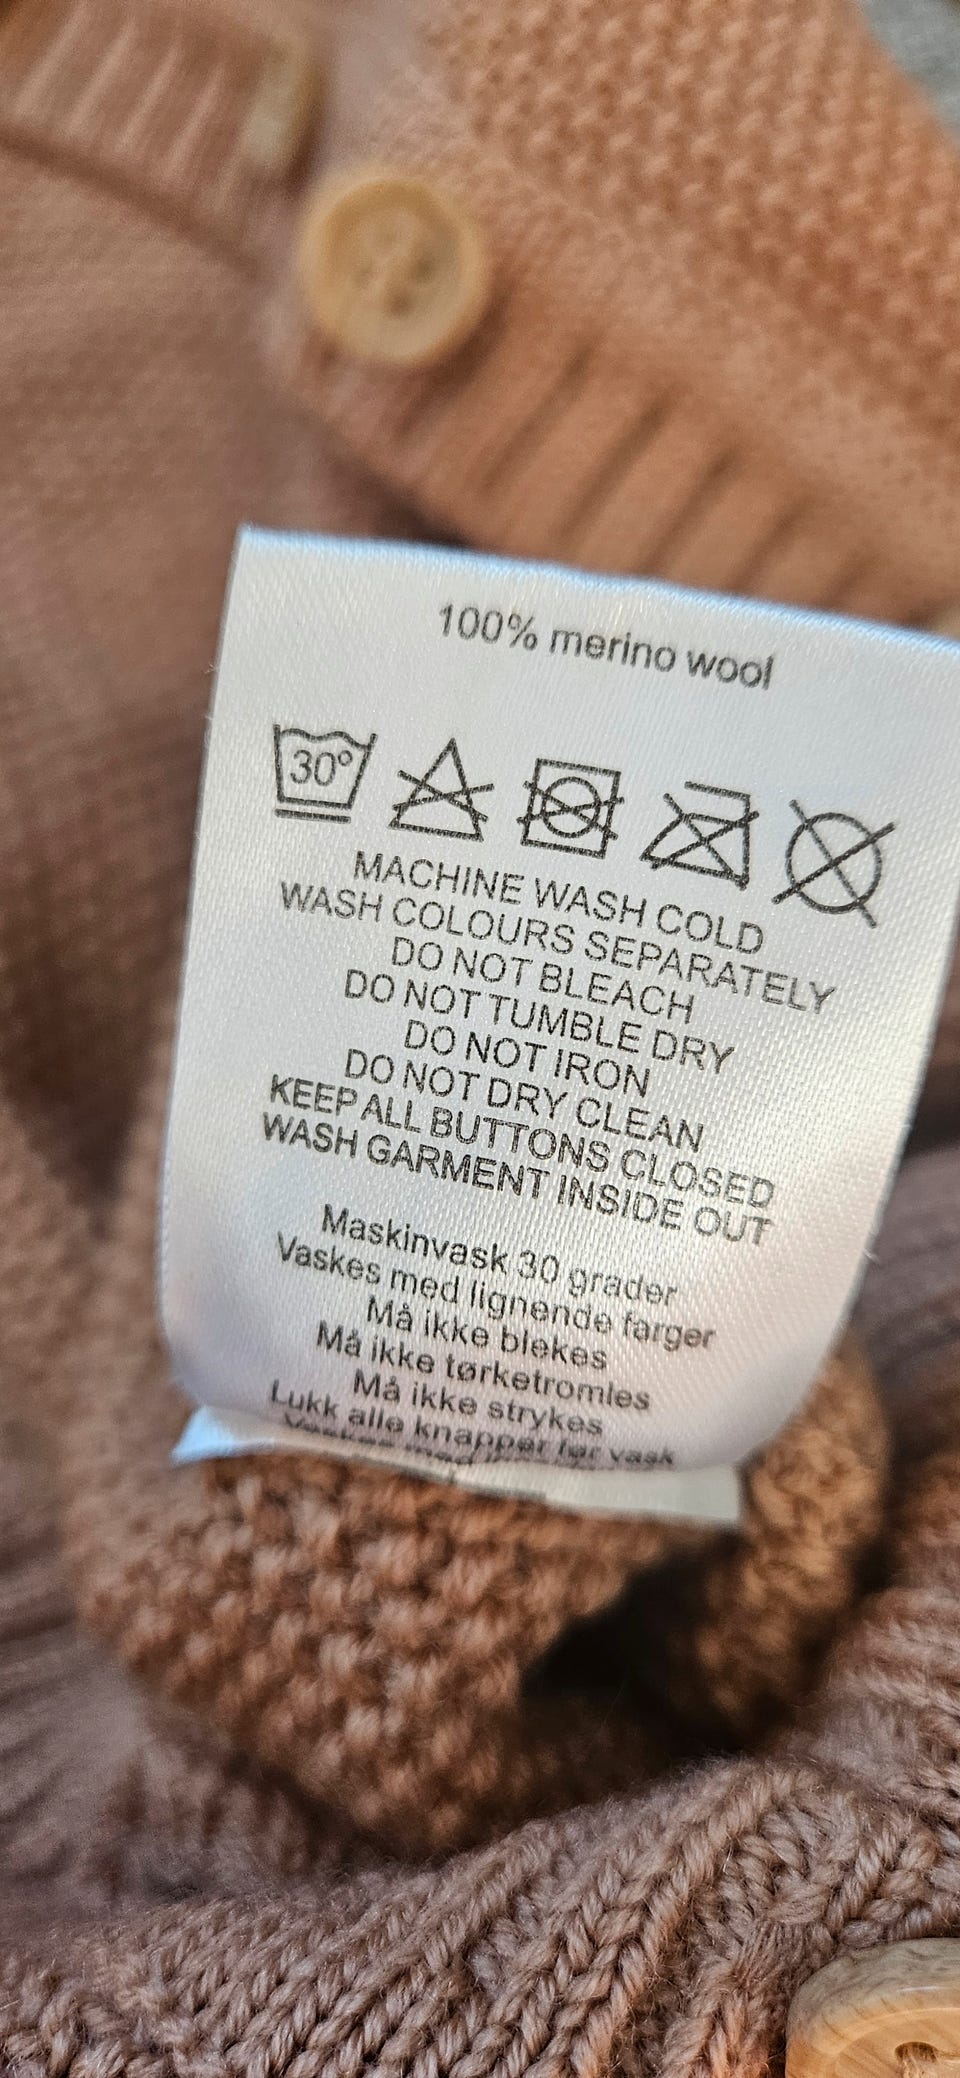 100% merino wool
30°
MACHINE WASH COLD
WASH COLOURS SEPARATELY
DO NOT BLEACH
DO NOT TUMBLE DRY
DO NOT IRON
DO NOT DRY CLEAN
KEEP ALL BUTTONS CLOSED
WASH GARMENT INSIDE OUT
Maskinvask 30 grader
Vaskes med lignende farger
Må ikke blekes
Må ikke tørketromles
Må ikke strykes
Lukk alle knapper før vask
Vaskes med